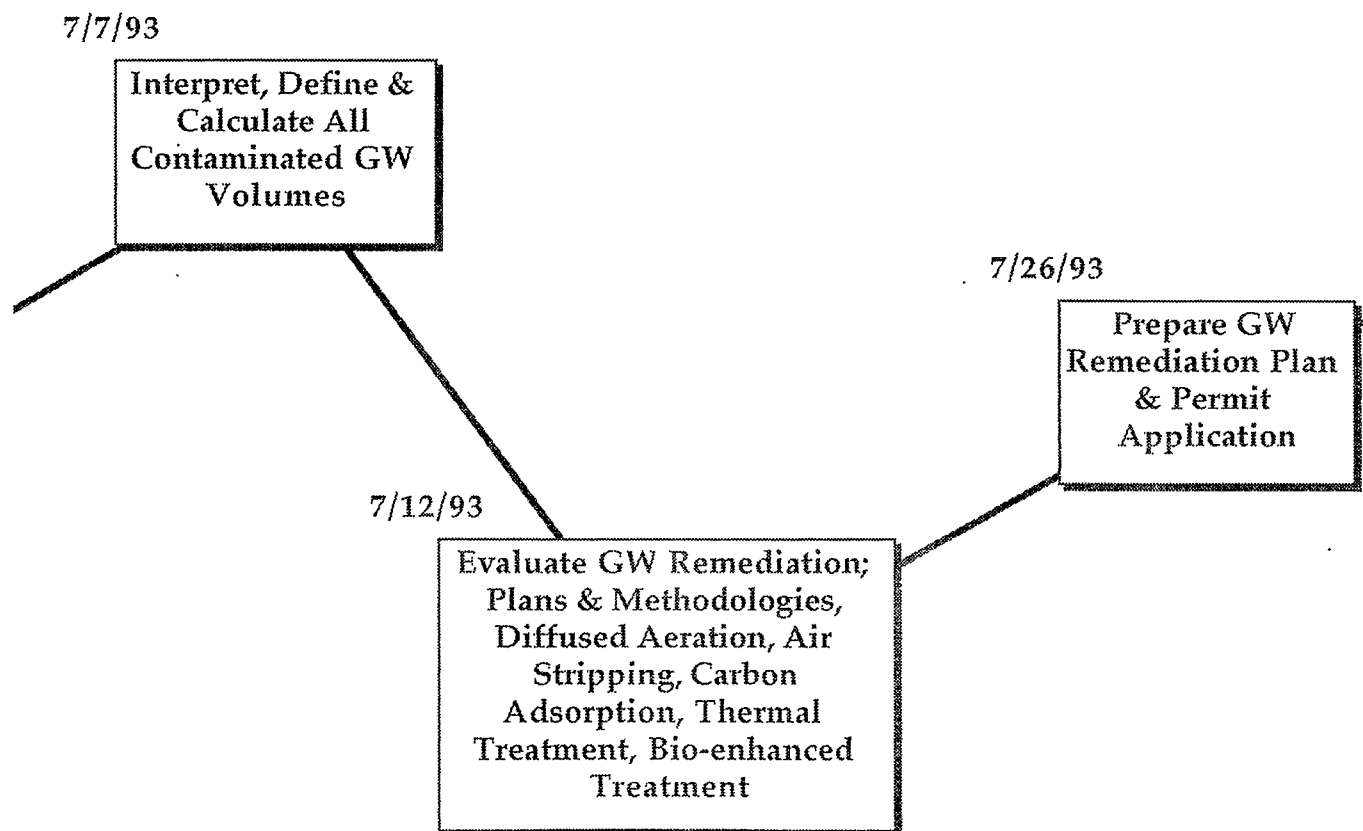 7/7/93
Interpret, Define &
Calculate All
Contaminated GW
Volumes
7/12/93
Evaluate GW Remediation;
Plans & Methodologies,
Diffused Aeration, Air
Stripping, Carbon
Adsorption, Thermal
Treatment, Bio-enhanced
Treatment
7/26/93
Prepare GW
Remediation Plan
& Permit
Application